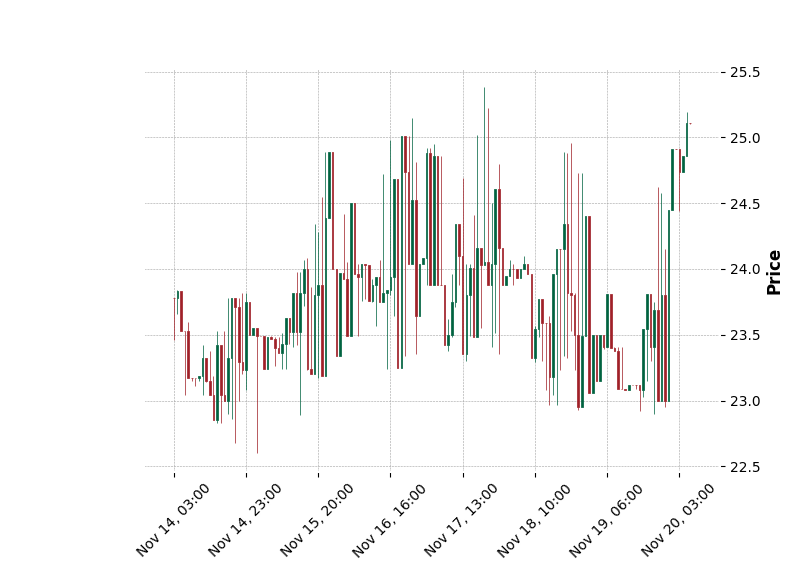 25.5
25.0
24.5
24.0
23.5
23.0
22.5
Price
Nov 14, 03:00
Nov 14, 23:00
Nov 15, 20:00
Nov 16, 16:00
Nov 17, 13:00
Nov 18, 10:00
Nov 19, 06:00
Nov 20, 03:00